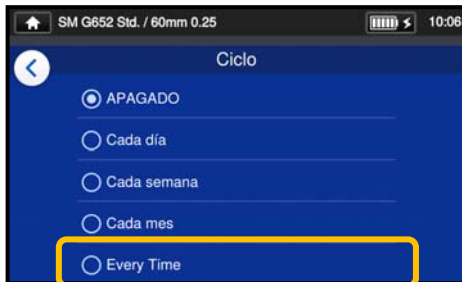 SM G652 Std. / 60mm 0.25
10:06
Ciclo
APAGADO
Cada día
Cada semana
Cada mes
Every Time